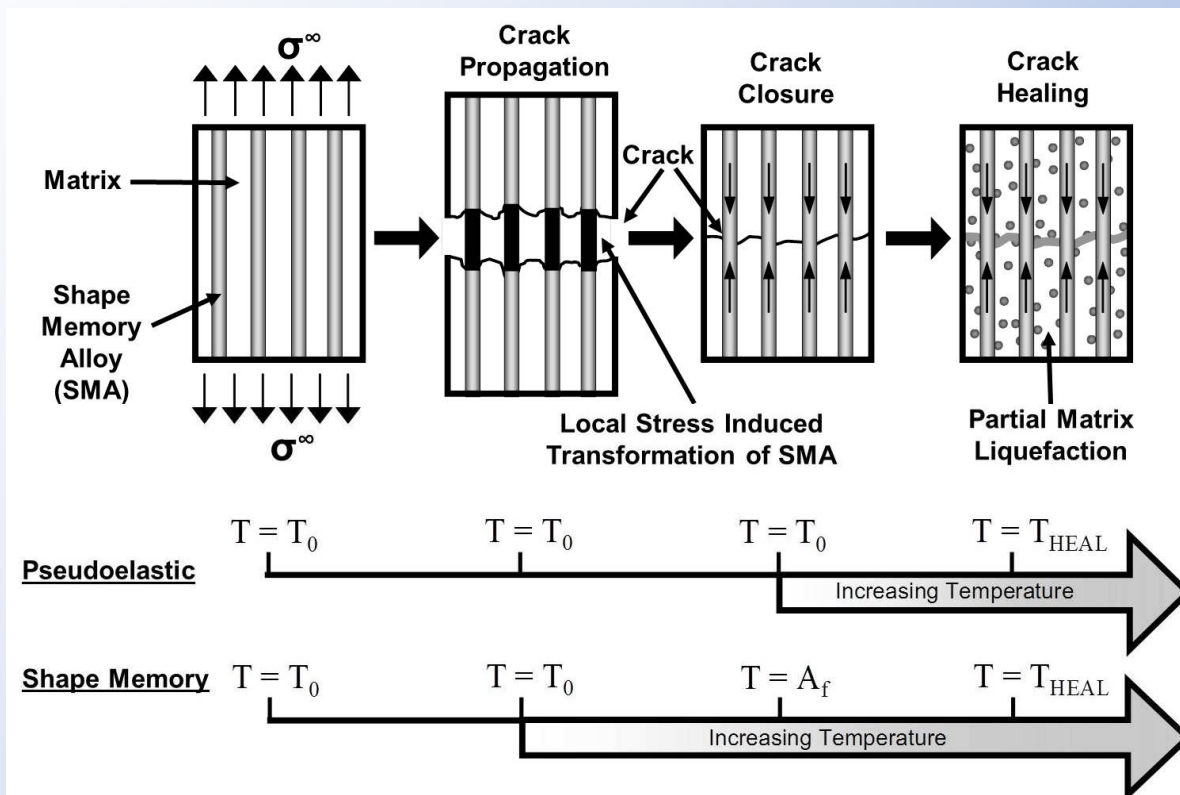 σ∞
Crack
Propagation
Crack
Closure
Crack
Healing
Matrix
Crack
Shape
Memory
Alloy
(SMA)
σ∞
Local Stress Induced
Transformation of SMA
Partial Matrix
Liquefaction
T = T0
T = T0
T = T0
T = THEAL
Pseudoelastic
Increasing Temperature
Shape Memory
T = T0
T = T0
T = Af
T = THEAL
Increasing Temperature